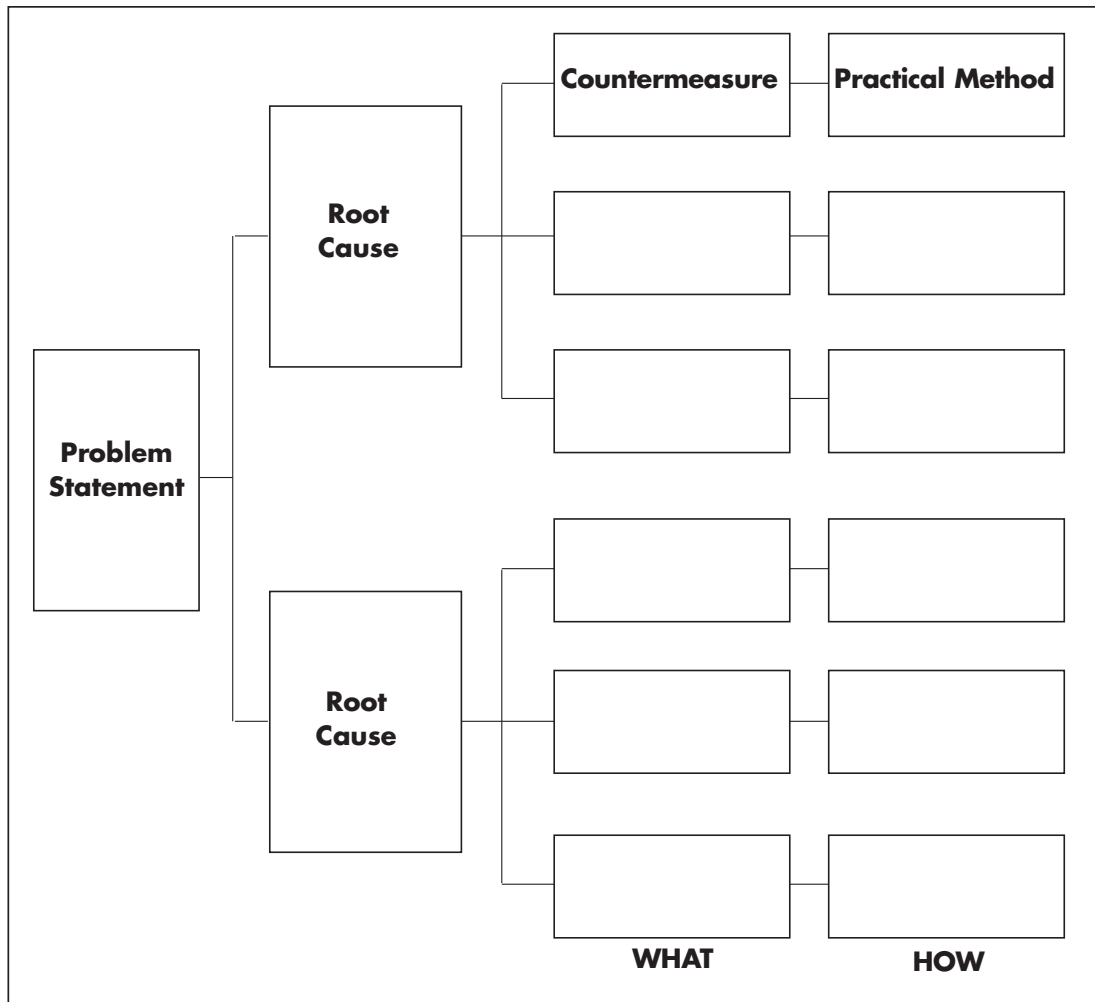 Countermeasure
Practical Method
Root
Cause
Problem
Statement
Root
Cause
WHAT
HOW